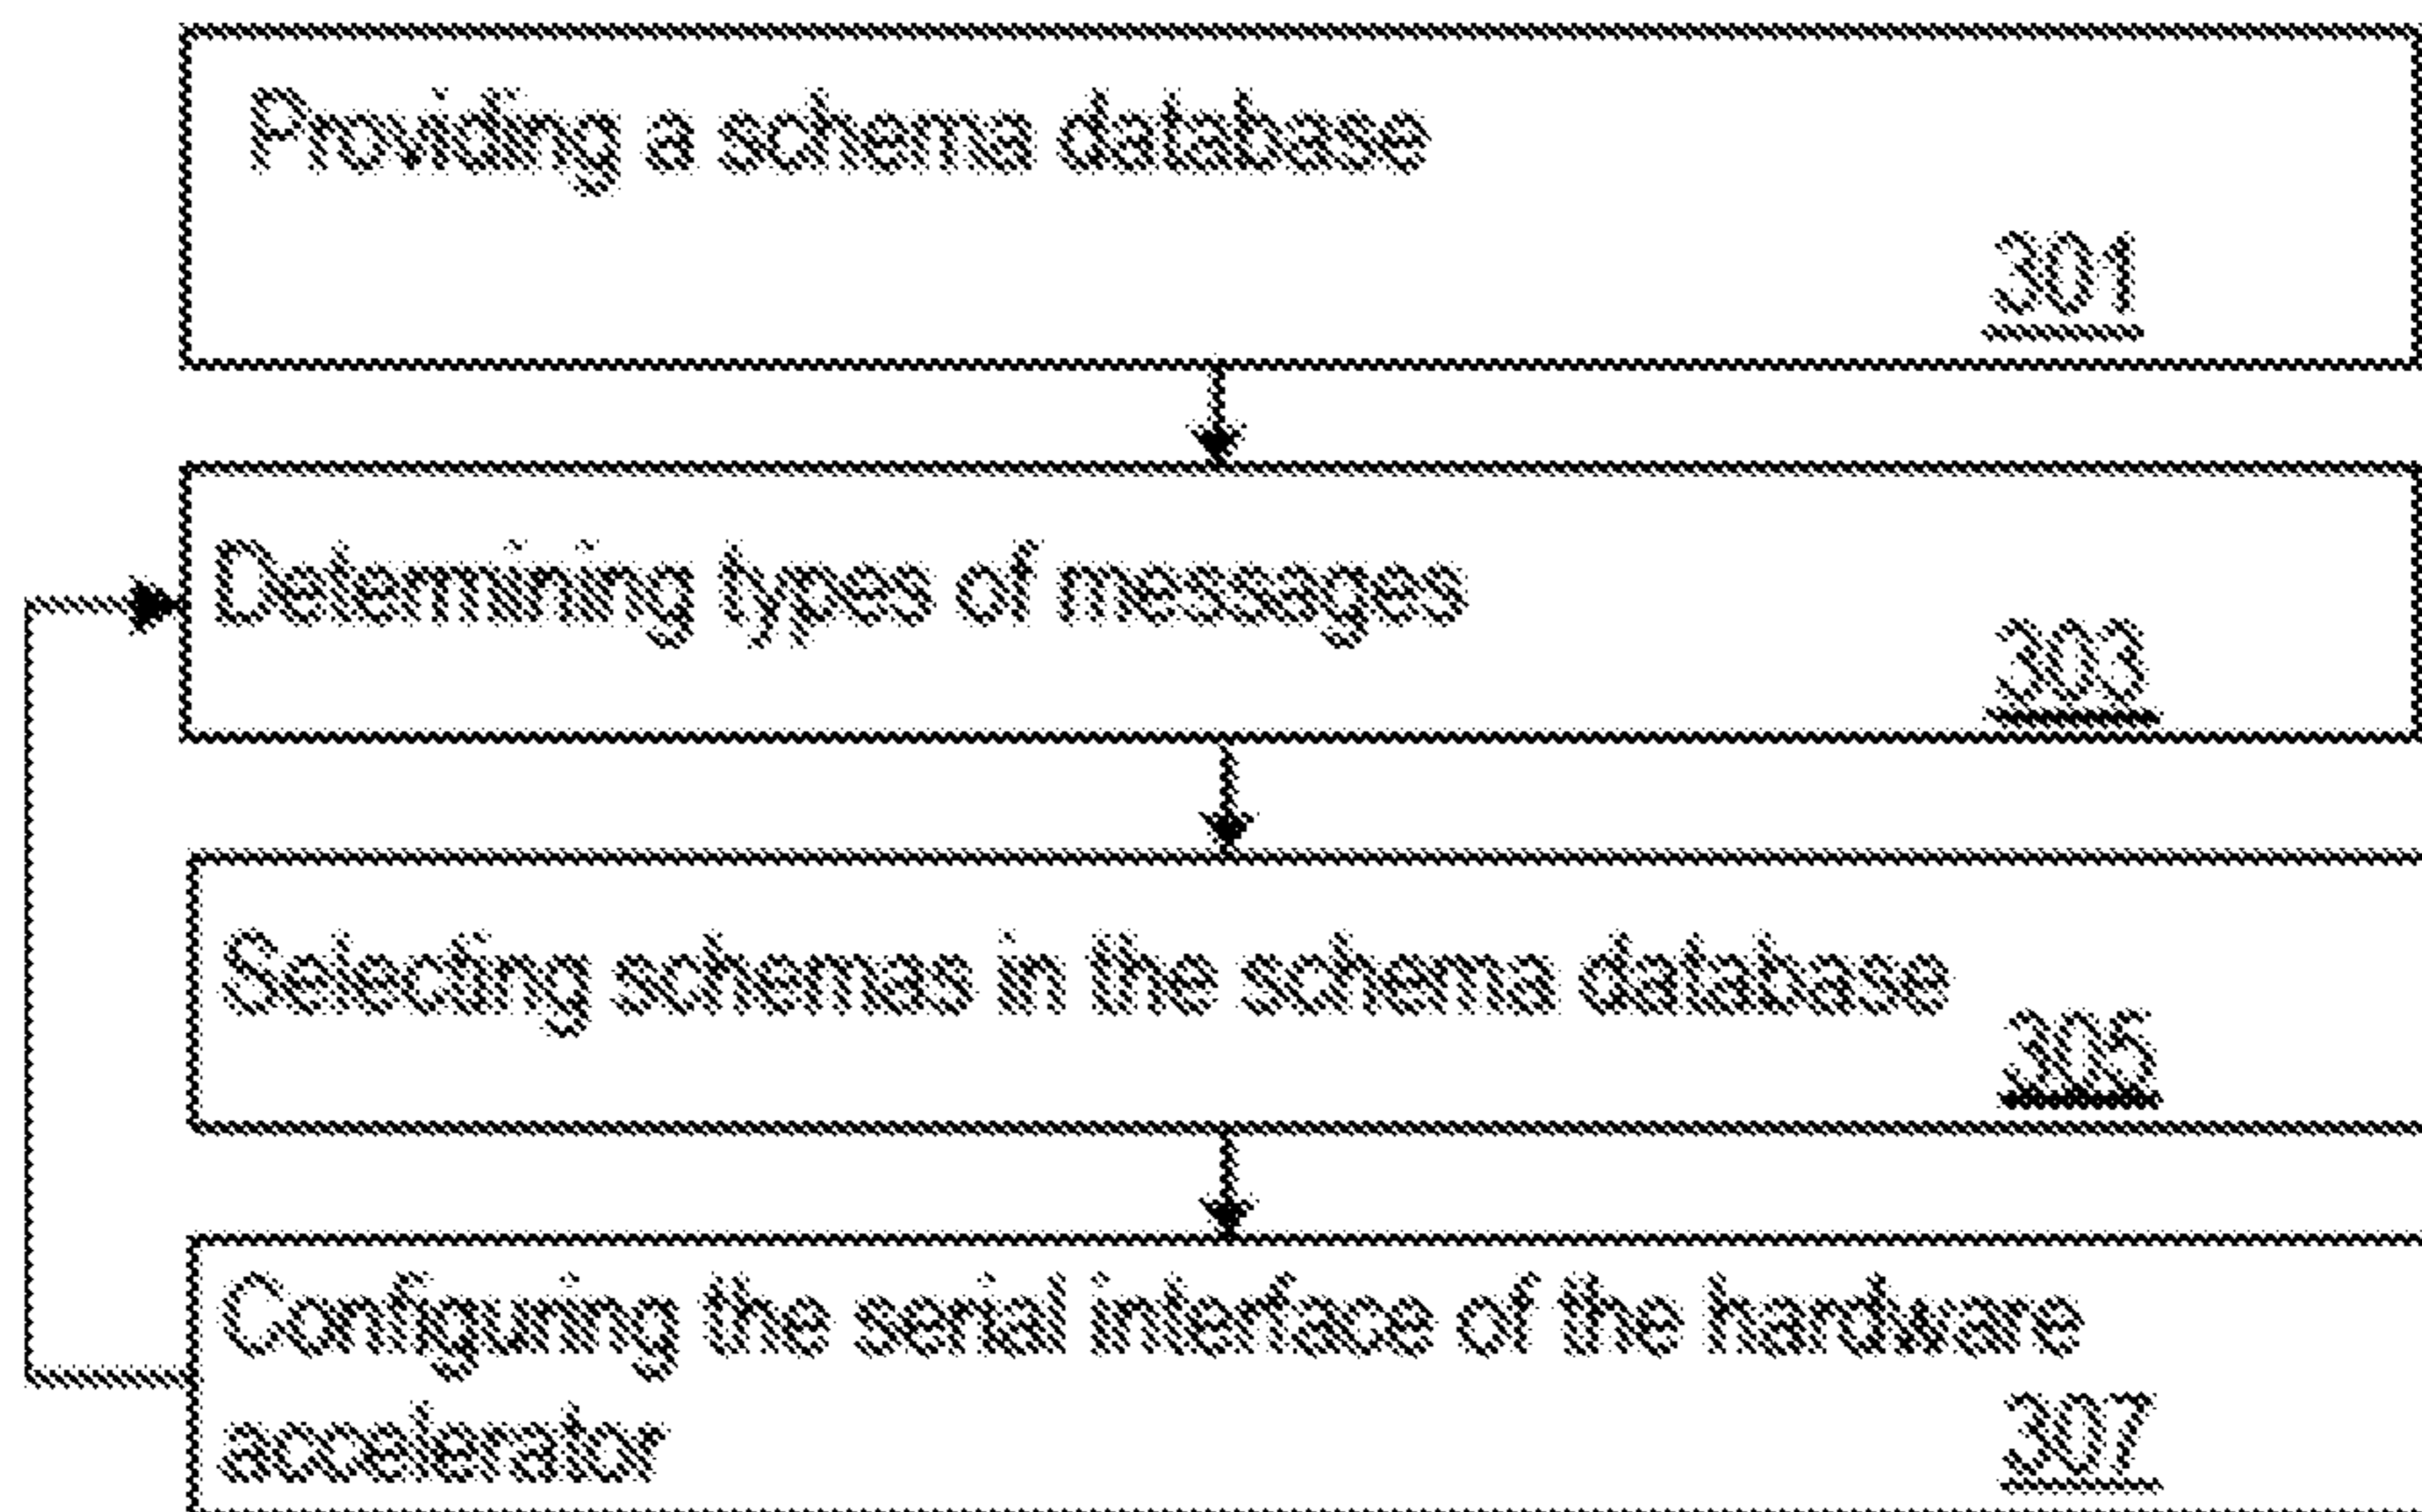 Providing a schema database
301
Determining types of messages
303
Selecting schemas in the schema database
305
Configuring the serial interface of the hardware
accelerator
307